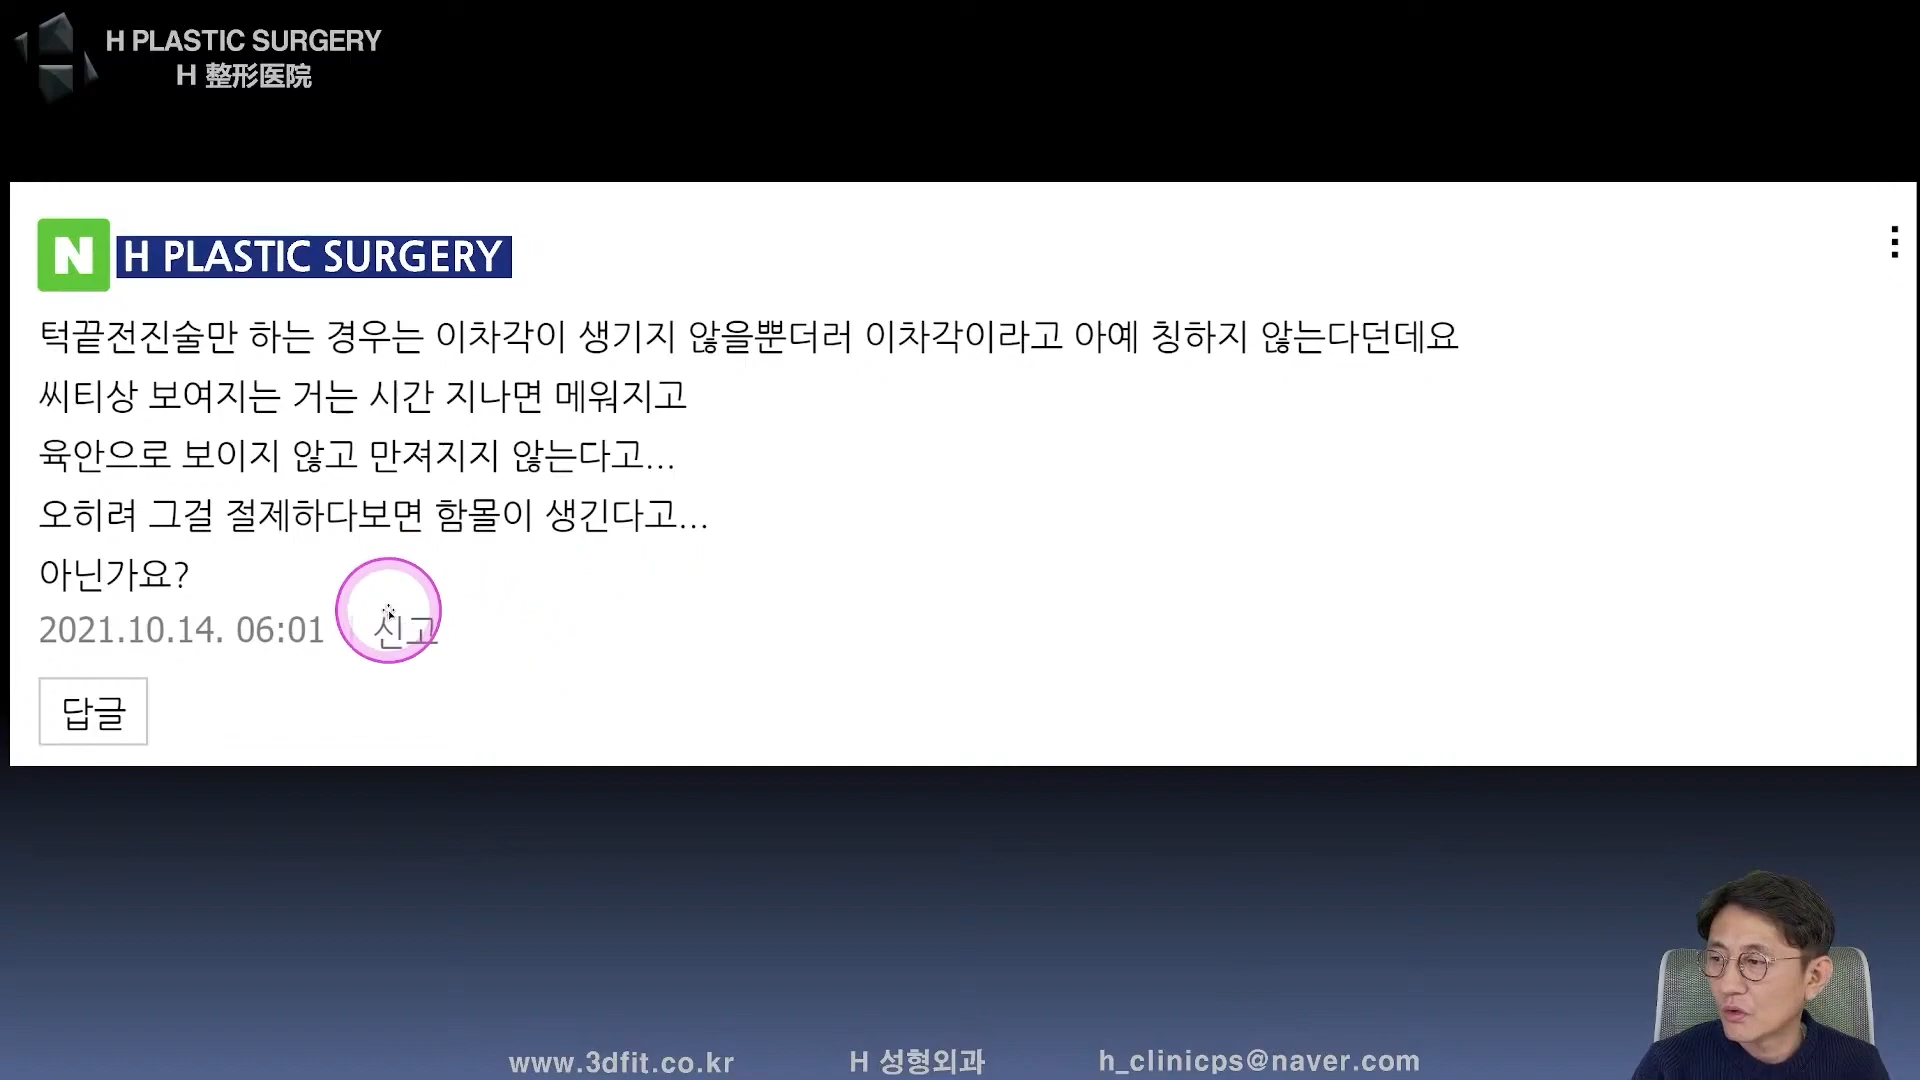 H PLASTIC SURGERY
H 整形医院
N H PLASTIC SURGERY
턱끝전진술만 하는 경우는 이차각이 생기지 않을뿐더러 이차각이라고 아예 칭하지 않는다던데요
씨티상 보여지는 거는 시간 지나면 메워지고
육안으로 보이지 않고 만져지지 않는다고...
오히려 그걸 절제하다보면 함몰이 생긴다고...
아닌가요?
2021.10.14. 06:01 | 신고
답글
www.3dfit.co.kr H 성형외과 h_clinicps@naver.com